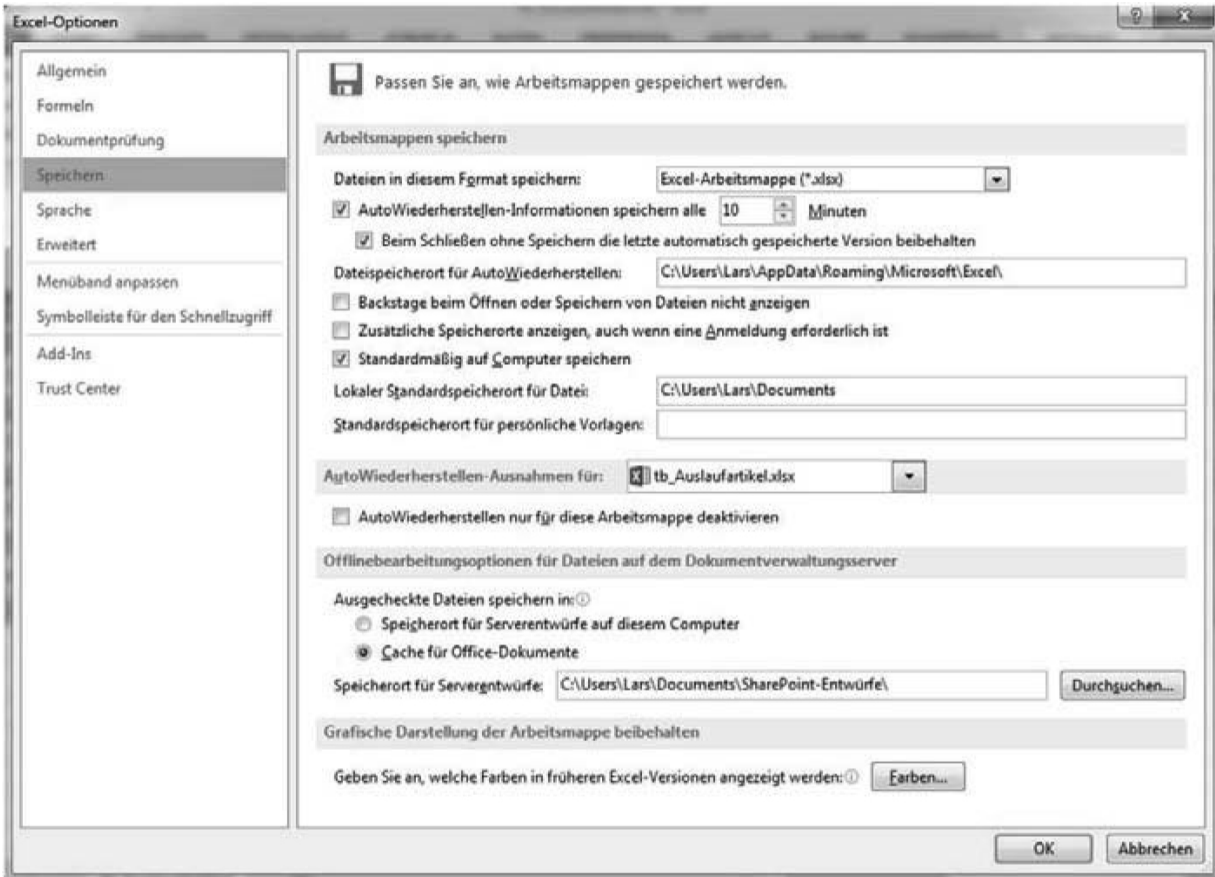 Excel-Optionen
Allgemein
Formeln
Dokumentprüfung
Speichern
Sprache
Erweitert
Menüband anpassen
Symbolleiste für den Schnellzugriff
Add-Ins
Trust Center
Passen Sie an, wie Arbeitsmappen gespeichert werden.
Arbeitsmappen speichern
Dateien in diesem Format speichern: Excel-Arbeitsmappe (*.xlsx)
AutoWiederherstellen-Informationen speichern alle 10 Minuten
Beim Schließen ohne Speichern die letzte automatisch gespeicherte Version beibehalten
Dateispeicherort für AutoWiederherstellen: C:\Users\Lars\AppData\Roaming\Microsoft\Excel\
Backstage beim Öffnen oder Speichern von Dateien nicht anzeigen
Zusätzliche Speicherorte anzeigen, auch wenn eine Anmeldung erforderlich ist
Standardmäßig auf Computer speichern
Lokaler Standardspeicherort für Datei: C:\Users\Lars\Documents
Standardspeicherort für persönliche Vorlagen:
AutoWiederherstellen-Ausnahmen für: tb_Auslaufartikel.xlsx
AutoWiederherstellen nur für diese Arbeitsmappe deaktivieren
Offlinebearbeitungsoptionen für Dateien auf dem Dokumentverwaltungsserver
Ausgecheckte Dateien speichern in:
Speicherort für Serverentwürfe auf diesem Computer
Cache für Office-Dokumente
Speicherort für Serverentwürfe: C:\Users\Lars\Documents\SharePoint-Entwürfe\ Durchsuchen...
Grafische Darstellung der Arbeitsmappe beibehalten
Geben Sie an, welche Farben in früheren Excel-Versionen angezeigt werden: Farben...
OK Abbrechen